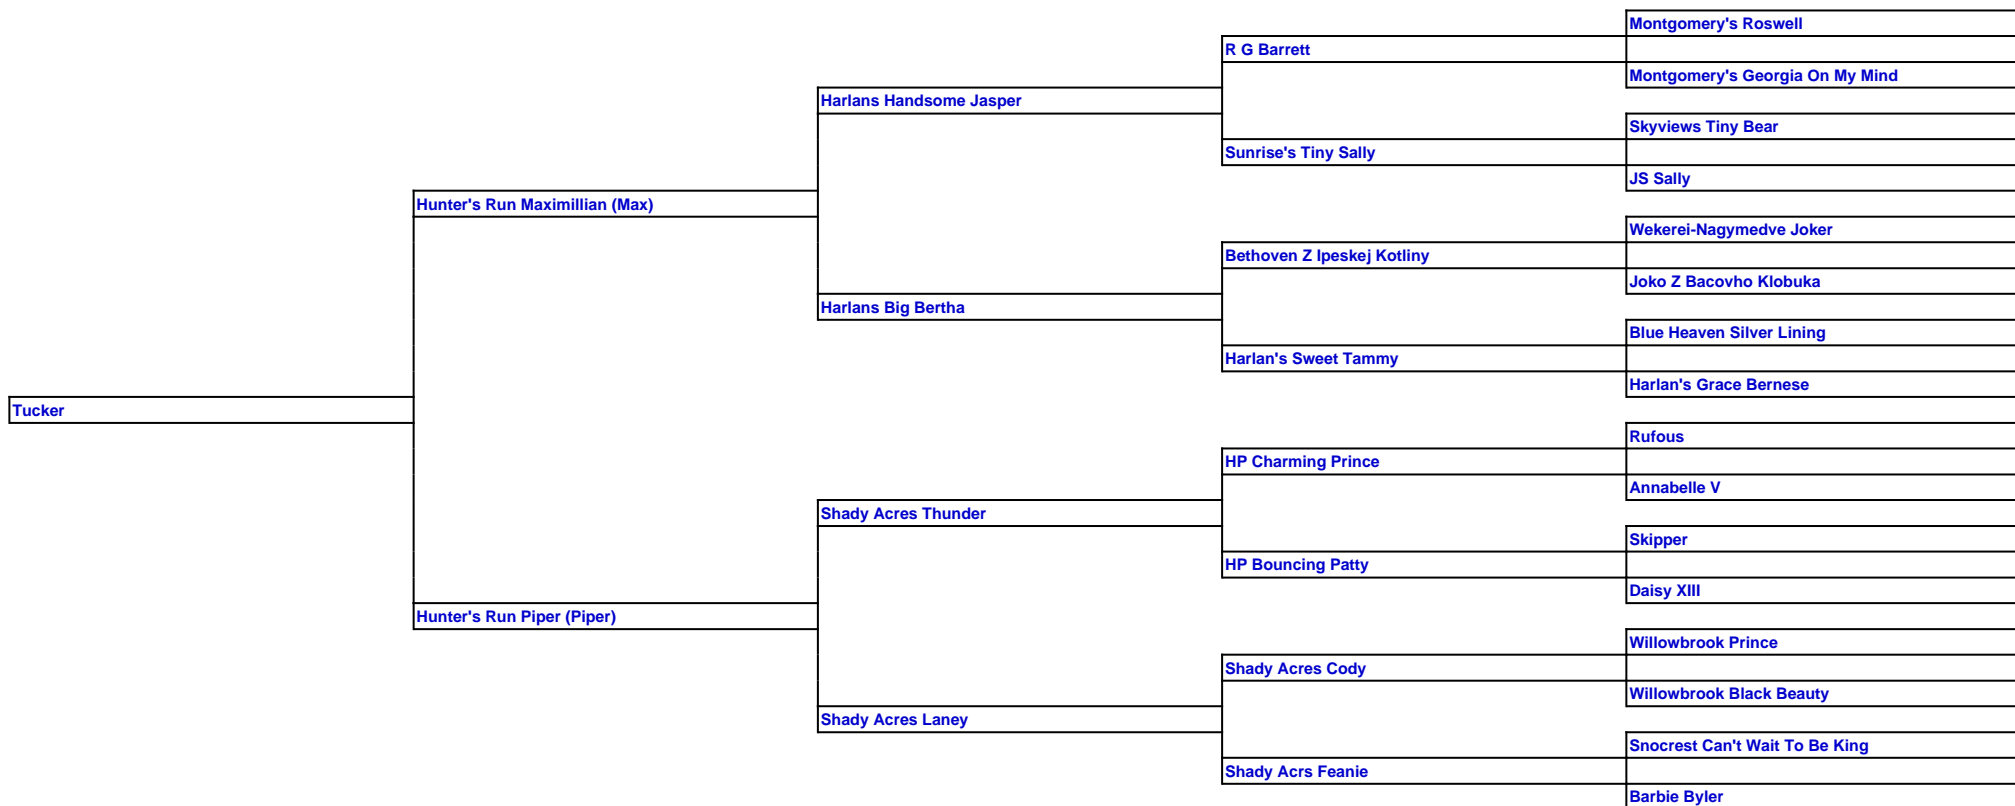 Montgomery's Roswell
R G Barrett
Montgomery's Georgia On My Mind
Harlans Handsome Jasper
Skyviews Tiny Bear
Sunrise's Tiny Sally
JS Sally
Hunter's Run Maximillian (Max)
Wekerei-Nagymedve Joker
Bethoven Z Ipeskej Kotliny
Joko Z Bacovho Klobuka
Harlans Big Bertha
Blue Heaven Silver Lining
Harlan's Sweet Tammy
Harlan's Grace Bernese
Tucker
Rufous
HP Charming Prince
Annabelle V
Shady Acres Thunder
Skipper
HP Bouncing Patty
Daisy XIII
Hunter's Run Piper (Piper)
Willowbrook Prince
Shady Acres Cody
Willowbrook Black Beauty
Shady Acres Laney
Snocrest Can't Wait To Be King
Shady Acrs Feanie
Barbie Byler